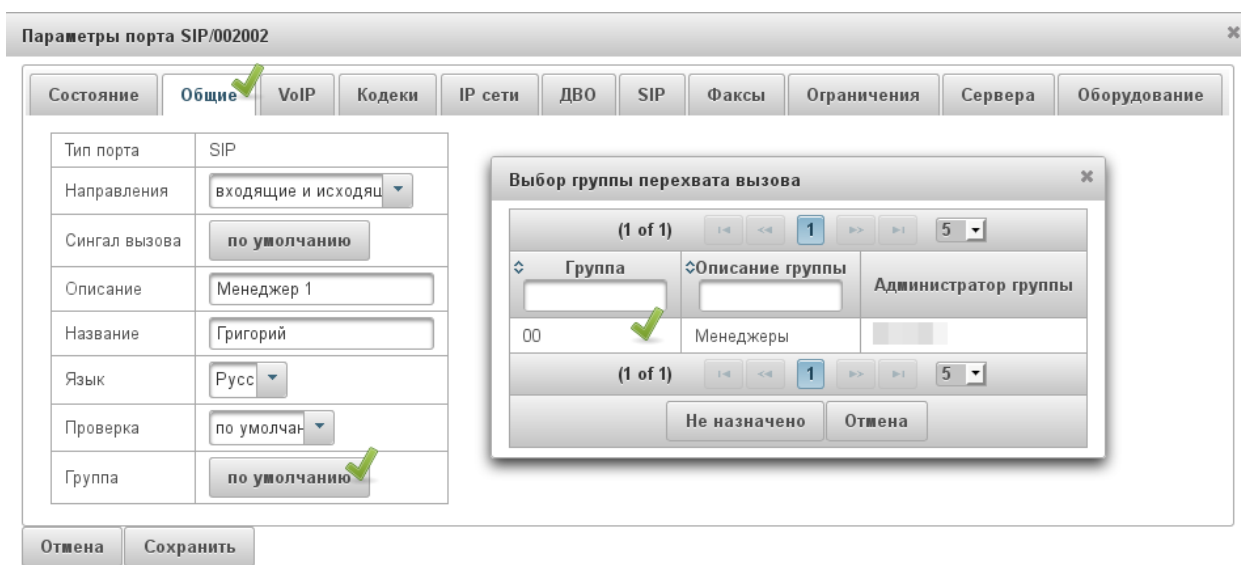 Параметры порта SIP/002002
Состояние Общие VoIP Кодеки IP сети ДВО SIP Факсы Ограничения Сервера Оборудование
Тип порта SIP
Направления входящие и исходящ
Сингал вызова по умолчанию
Описание Менеджер 1
Название Григорий
Язык Русс
Проверка по умолчан
Группа по умолчанию
Выбор группы перехвата вызова
(1 of 1) 1 5
Группа Описание группы Администратор группы
00 Менеджеры
(1 of 1) 1 5
Не назначено Отмена
Отмена Сохранить